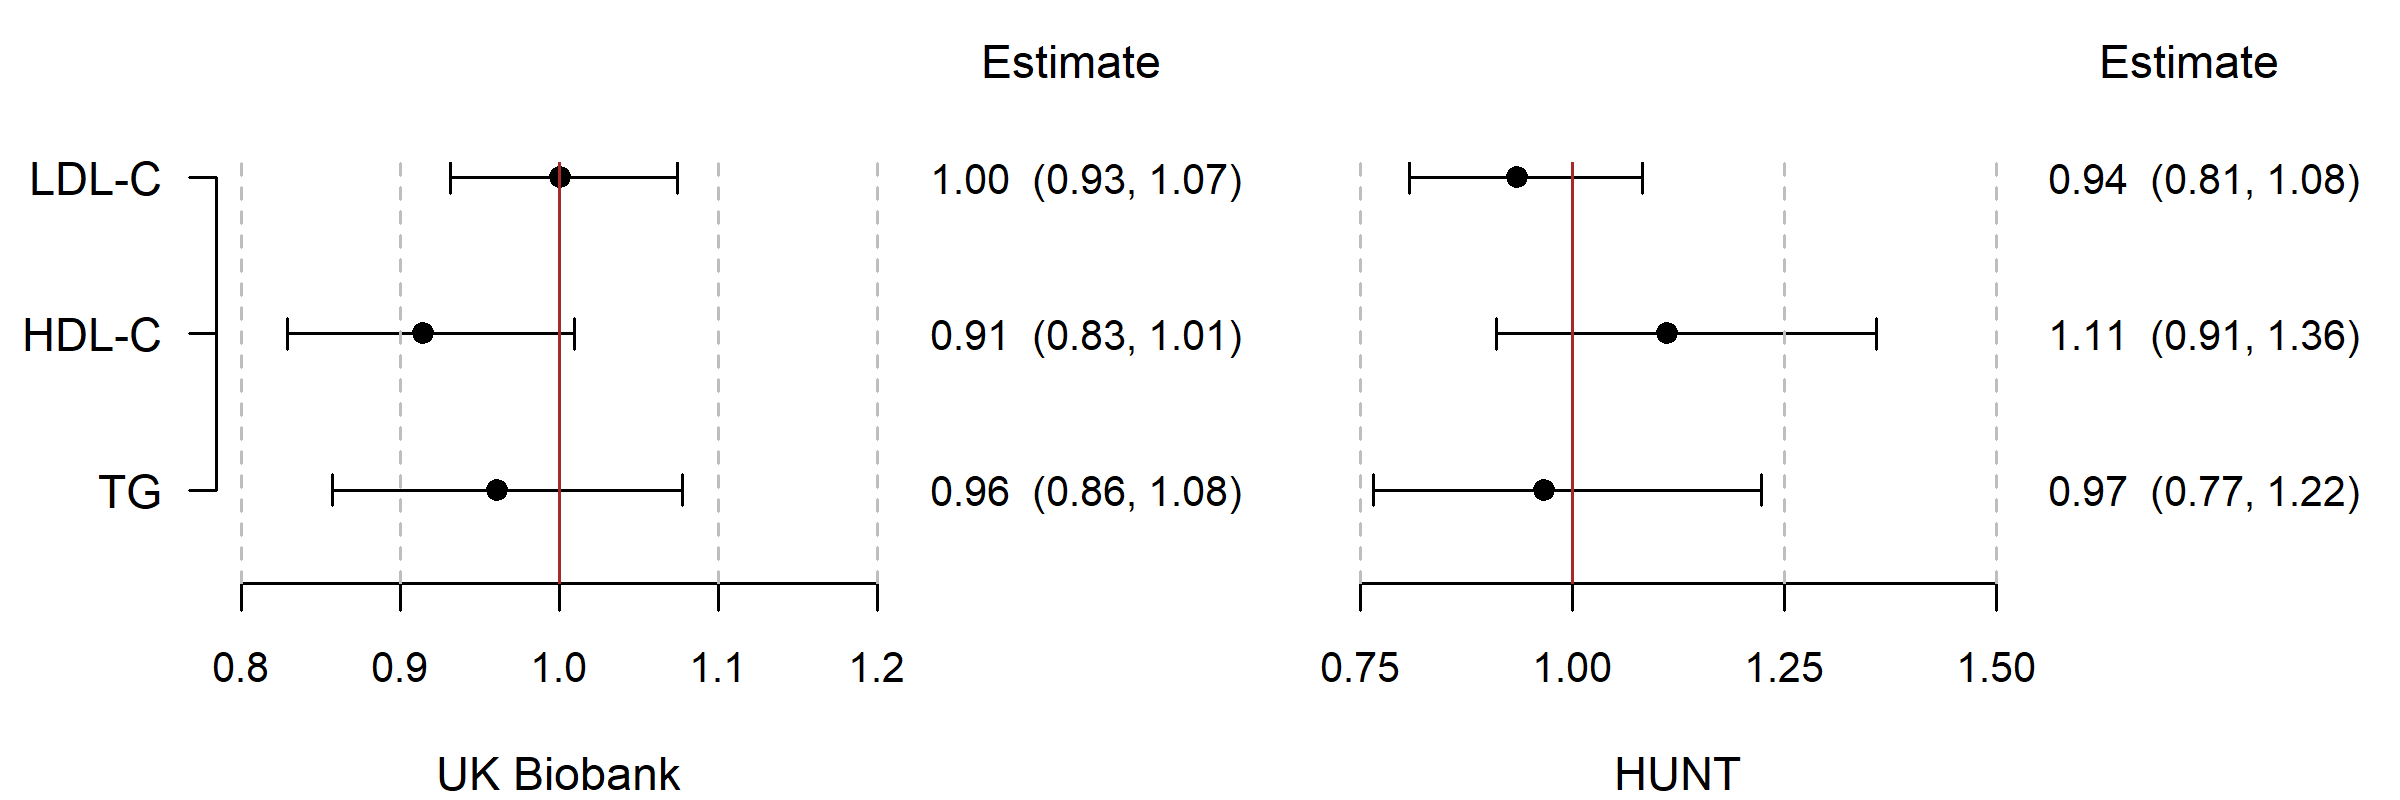 Estimate Estimate
LDL-C 1.00 (0.93, 1.07) 0.94 (0.81, 1.08)
HDL-C 0.91 (0.83, 1.01) 1.11 (0.91, 1.36)
TG 0.96 (0.86, 1.08) 0.97 (0.77, 1.22)
0.8 0.9 1.0 1.1 1.2 0.75 1.00 1.25 1.50
UK Biobank HUNT